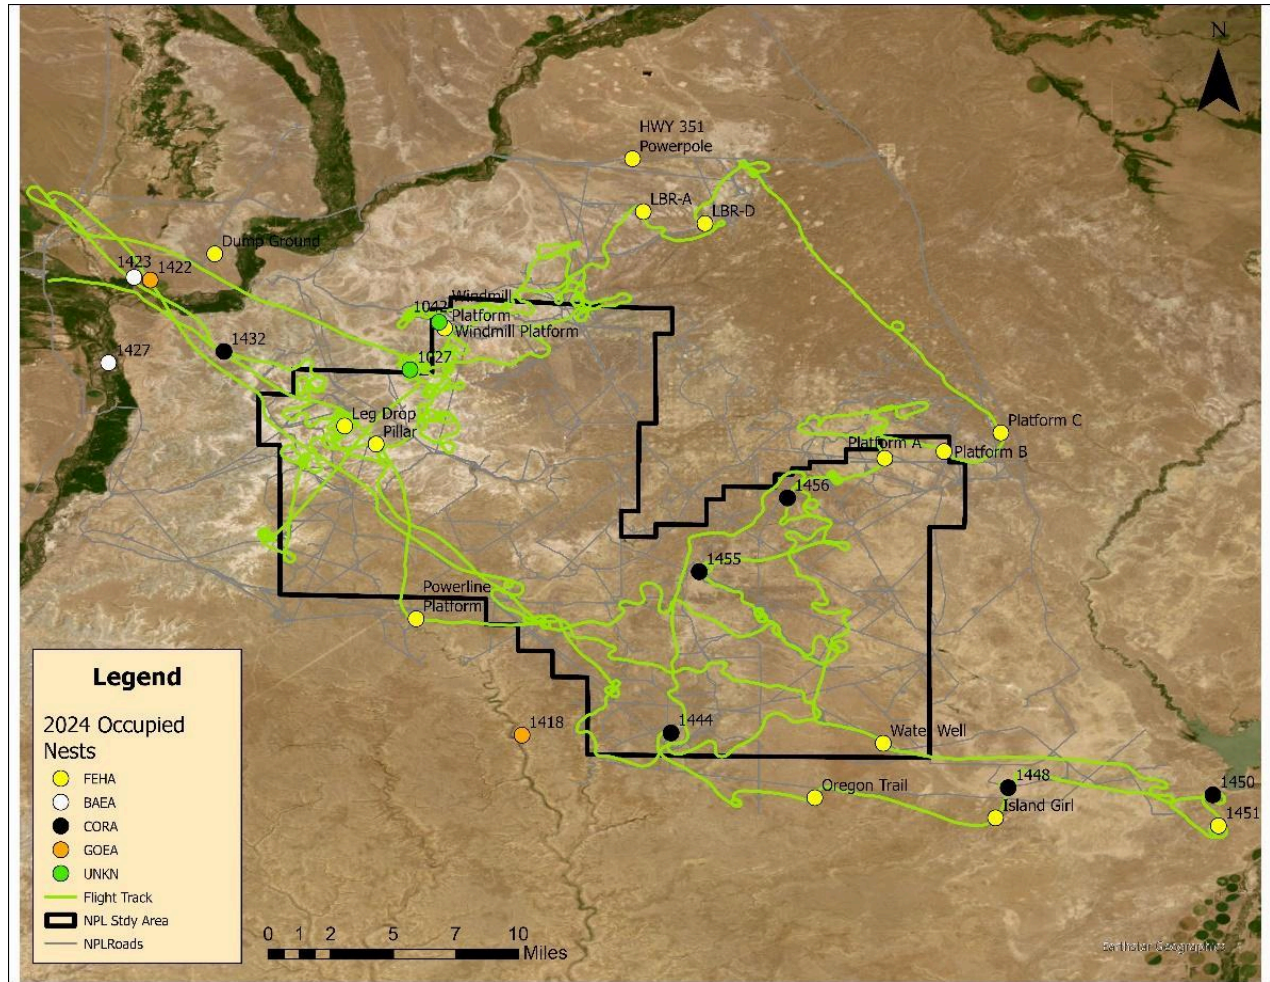 N
HWY 351
Powerpole
LBR-A
LBR-D
Dump Ground
1423
1422
1042
Windmill
Platform
Windmill Platform
1432
1027
1427
Leg Drop
Pillar
Platform C
Platform A
Platform B
1456
1455
Powerline
Platform
1418
1444
Water Well
1448
1450
Oregon Trail
Island Girl
1451
Legend
2024 Occupied
Nests
FEHA
BAEA
CORA
GOEA
UNKN
Flight Track
NPL Stdy Area
NPLRoads
0 1 2 5 7 10
Miles
Earthstar Geographics